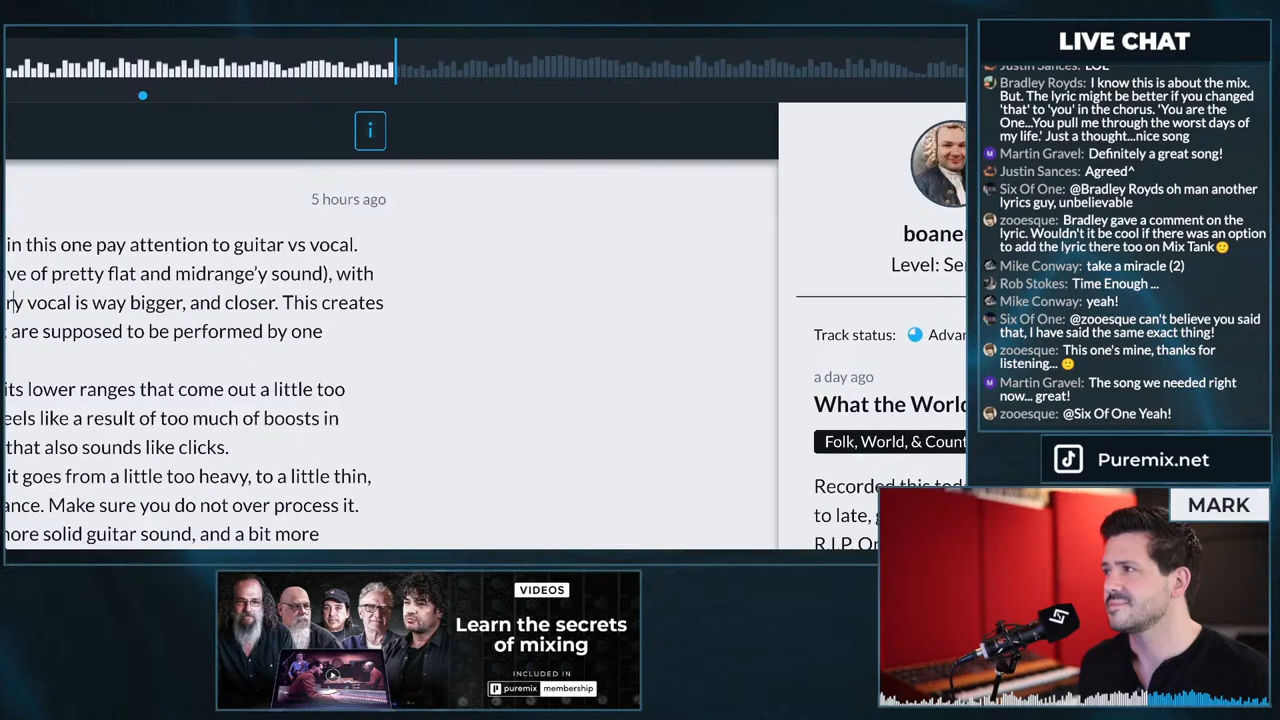 5 hours ago
in this one pay attention to guitar vs vocal.
ve of pretty flat and midrange'y sound), with
ry vocal is way bigger, and closer. This creates
are supposed to be performed by one
its lower ranges that come out a little too
eels like a result of too much of boosts in
that also sounds like clicks.
it goes from a little too heavy, to a little thin,
ance. Make sure you do not over process it.
nore solid guitar sound, and a bit more
boaner
Level: Se
Track status: Advan
a day ago
What the World
Folk, World, & Count
Recorded this tod
to late, g
R.I.P. On
LIVE CHAT
Justin Sances: LOL
Bradley Royds: I know this is about the mix.
But. The lyric might be better if you changed
'that' to 'you' in the chorus. 'You are the
One...You pull me through the worst days of
my life.' Just a thought...nice song
Martin Gravel: Definitely a great song!
Justin Sances: Agreed^
Six Of One: @Bradley Royds oh man another
lyrics guy, unbelievable
zooesque: Bradley gave a comment on the
lyric. Wouldn't it be cool if there was an option
to add the lyric there too on Mix Tank🙂
Mike Conway: take a miracle (2)
Rob Stokes: Time Enough ...
Mike Conway: yeah!
Six Of One: @zooesque can't believe you said
that, I have said the same exact thing!
zooesque: This one's mine, thanks for
listening... 🙂
Martin Gravel: The song we needed right
now... great!
zooesque: @Six Of One Yeah!
Puremix.net
MARK
VIDEOS
Learn the secrets
of mixing
INCLUDED IN
puremix membership